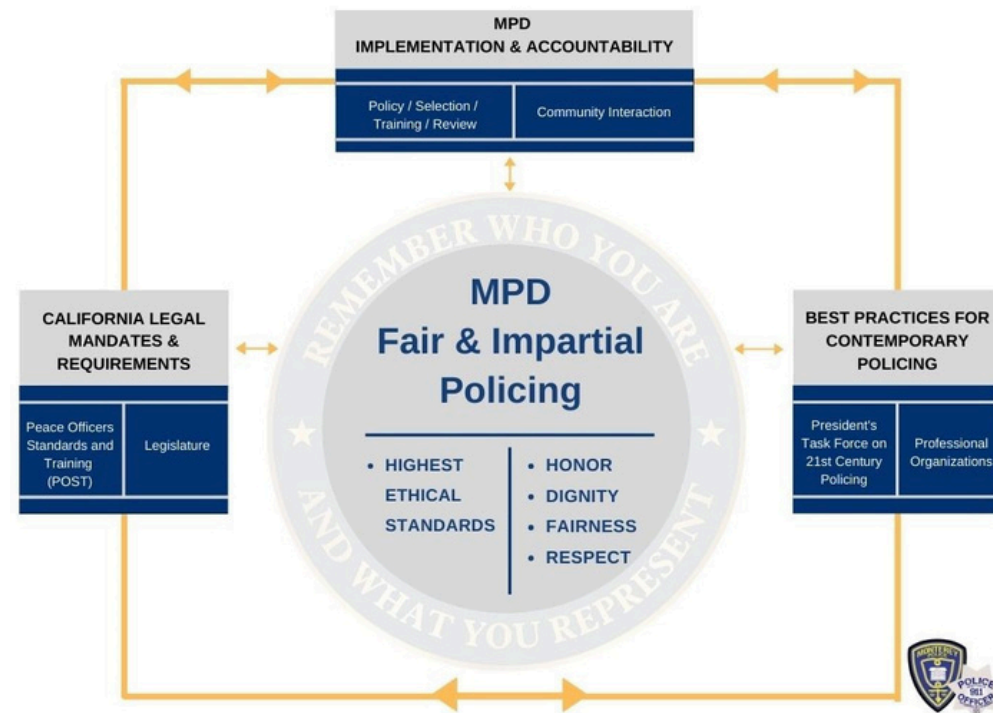 MPD
IMPLEMENTATION & ACCOUNTABILITY
Policy / Selection /
Training / Review
Community Interaction
CALIFORNIA LEGAL
MANDATES &
REQUIREMENTS
Peace Officers
Standards and
Training
(POST)
Legislature
REMEMBER WHO YOU ARE
AND WHAT YOU REPRESENT
MPD
Fair & Impartial
Policing
• HIGHEST
ETHICAL
STANDARDS
• HONOR
• DIGNITY
• FAIRNESS
• RESPECT
BEST PRACTICES FOR
CONTEMPORARY
POLICING
President's
Task Force on
21st Century
Policing
Professional
Organizations
MONTEREY
POLICE
911
OFFICER